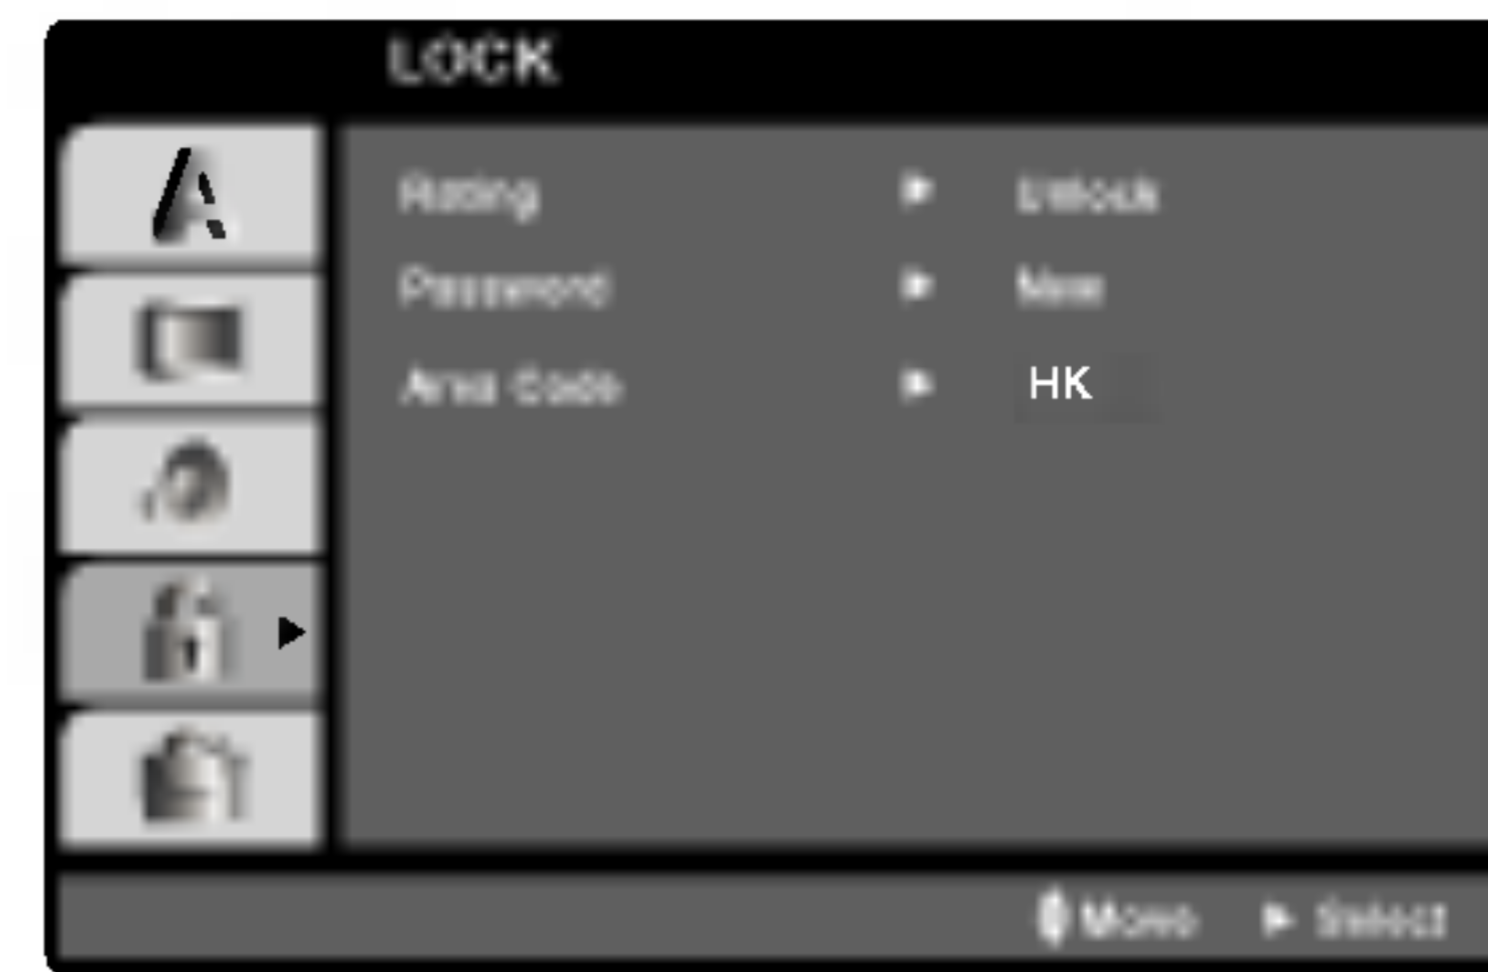 LOCK
A
Rating ► Unlock
Password ► New
Area Code ► HK
Move ► Select